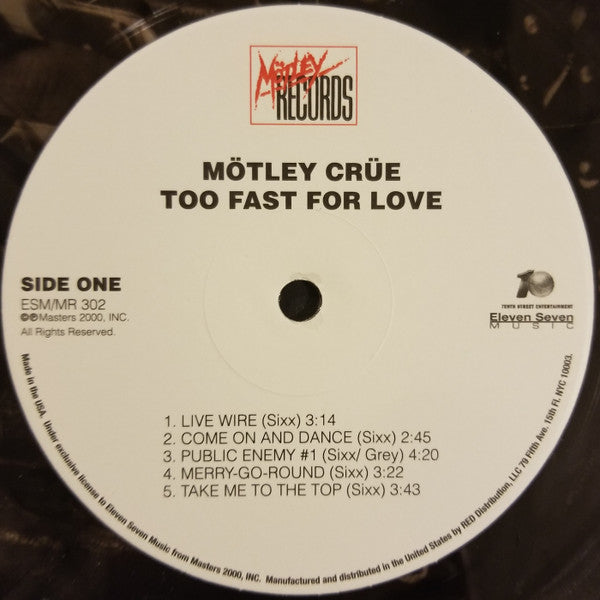 MÖTLEY
RECORDS
MÖTLEY CRÜE
TOO FAST FOR LOVE
SIDE ONE
ESM/MR 302
©℗Masters 2000, INC.
All Rights Reserved.
10
TENTH STREET ENTERTAINMENT
Eleven Seven
MUSIC
1. LIVE WIRE (Sixx) 3:14
2. COME ON AND DANCE (Sixx) 2:45
3. PUBLIC ENEMY #1 (Sixx/ Grey) 4:20
4. MERRY-GO-ROUND (Sixx) 3:22
5. TAKE ME TO THE TOP (Sixx) 3:43
Made in the USA. Under exclusive license to Eleven Seven Music from Masters 2000, INC. Manufactured and distributed in the United States by RED Distribution, LLC 79 Fifth Ave. 15th Fl. NYC 10003.